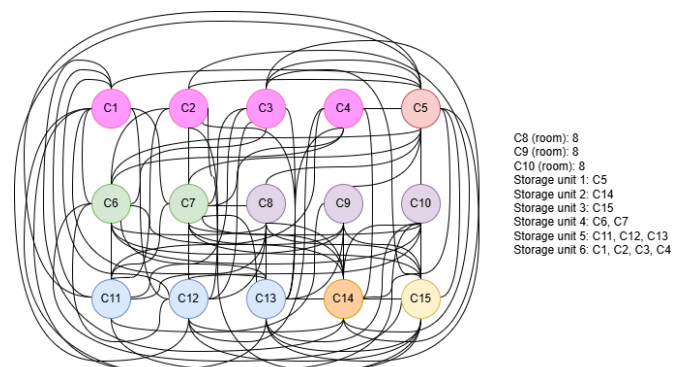 C1 C2 C3 C4 C5
C6 C7 C8 C9 C10
C11 C12 C13 C14 C15
C8 (room): 8
C9 (room): 8
C10 (room): 8
Storage unit 1: C5
Storage unit 2: C14
Storage unit 3: C15
Storage unit 4: C6, C7
Storage unit 5: C11, C12, C13
Storage unit 6: C1, C2, C3, C4